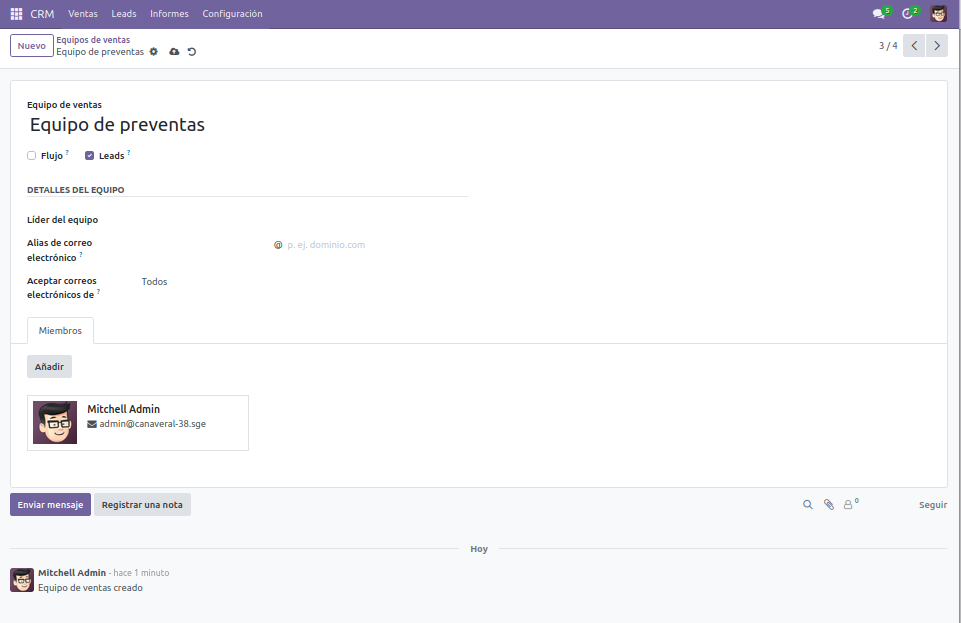 CRM Ventas Leads Informes Configuración 5 2
Nuevo Equipos de ventas
Equipo de preventas 3 / 4
Equipo de ventas
Equipo de preventas
Flujo ? Leads ?
DETALLES DEL EQUIPO
Líder del equipo
Alias de correo
electrónico ? @ p. ej. dominio.com
Aceptar correos Todos
electrónicos de ?
Miembros
Añadir
Mitchell Admin
admin@canaveral-38.sge
Enviar mensaje Registrar una nota 0 Seguir
Hoy
Mitchell Admin - hace 1 minuto
Equipo de ventas creado